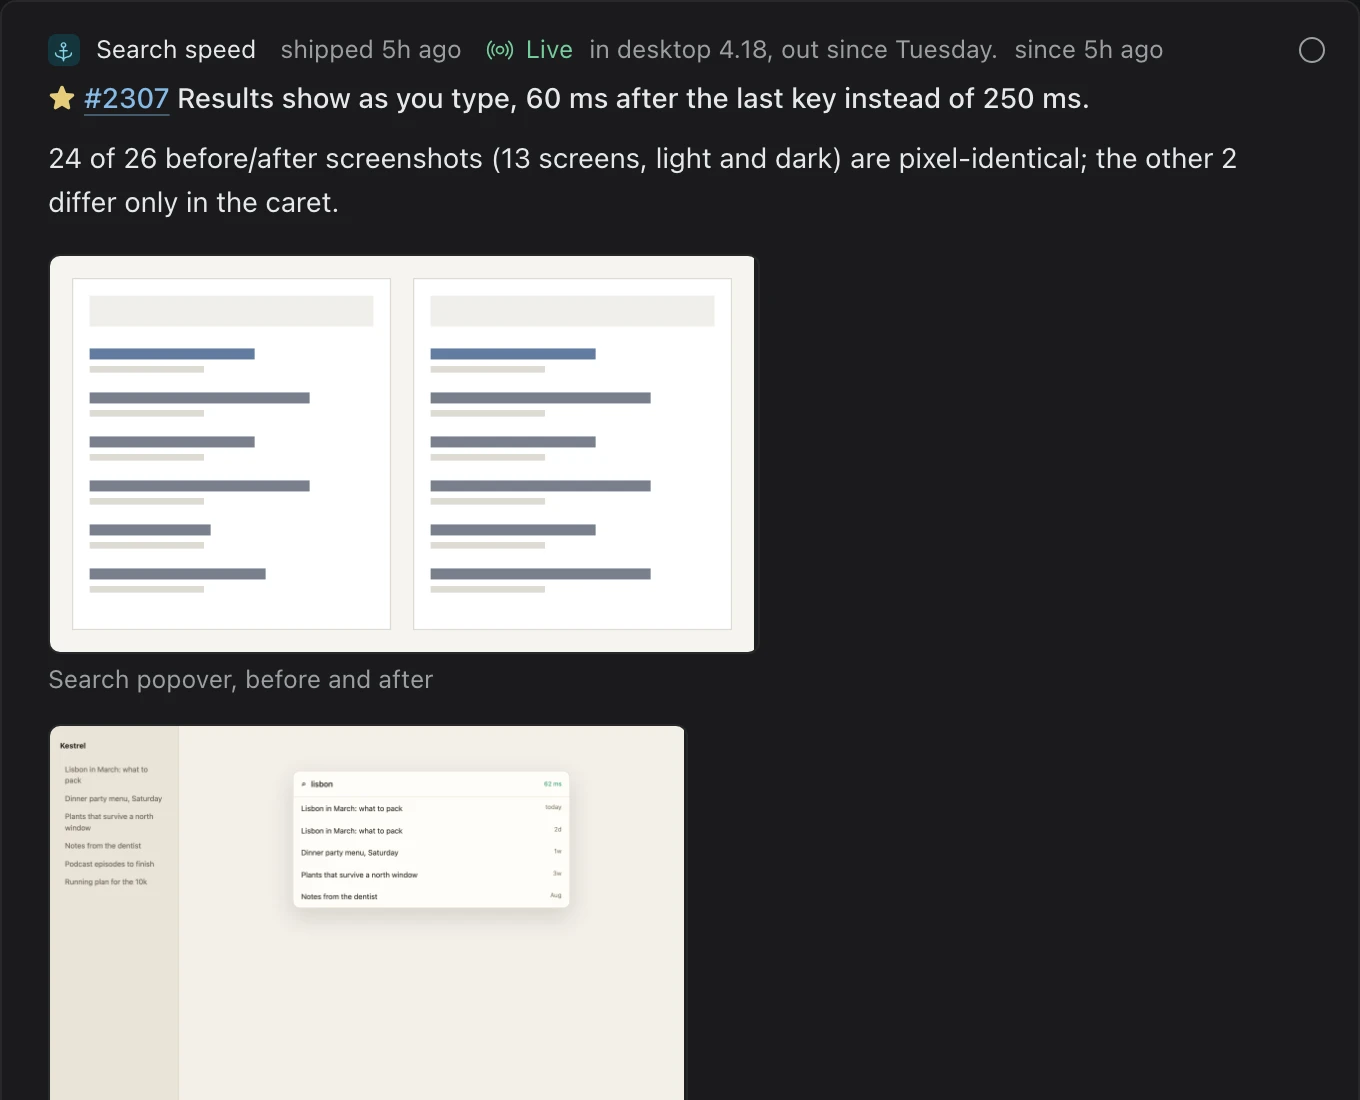 Search speed shipped 5h ago Live in desktop 4.18, out since Tuesday. since 5h ago
#2307 Results show as you type, 60 ms after the last key instead of 250 ms.
24 of 26 before/after screenshots (13 screens, light and dark) are pixel-identical; the other 2
differ only in the caret.
Search popover, before and after
Kestrel
Lisbon in March: what to
pack
Dinner party menu, Saturday
Plants that survive a north
window
Notes from the dentist
Podcast episodes to finish
Running plan for the 10k
lisbon 62 ms
Lisbon in March: what to pack today
Lisbon in March: what to pack 2d
Dinner party menu, Saturday 1w
Plants that survive a north window 3w
Notes from the dentist Aug